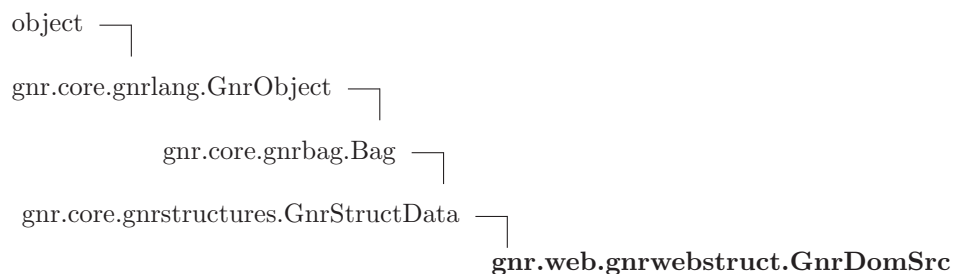 object
gnr.core.gnrlang.GnrObject
gnr.core.gnrbag.Bag
gnr.core.gnrstructures.GnrStructData
gnr.web.gnrwebstruct.GnrDomSrc